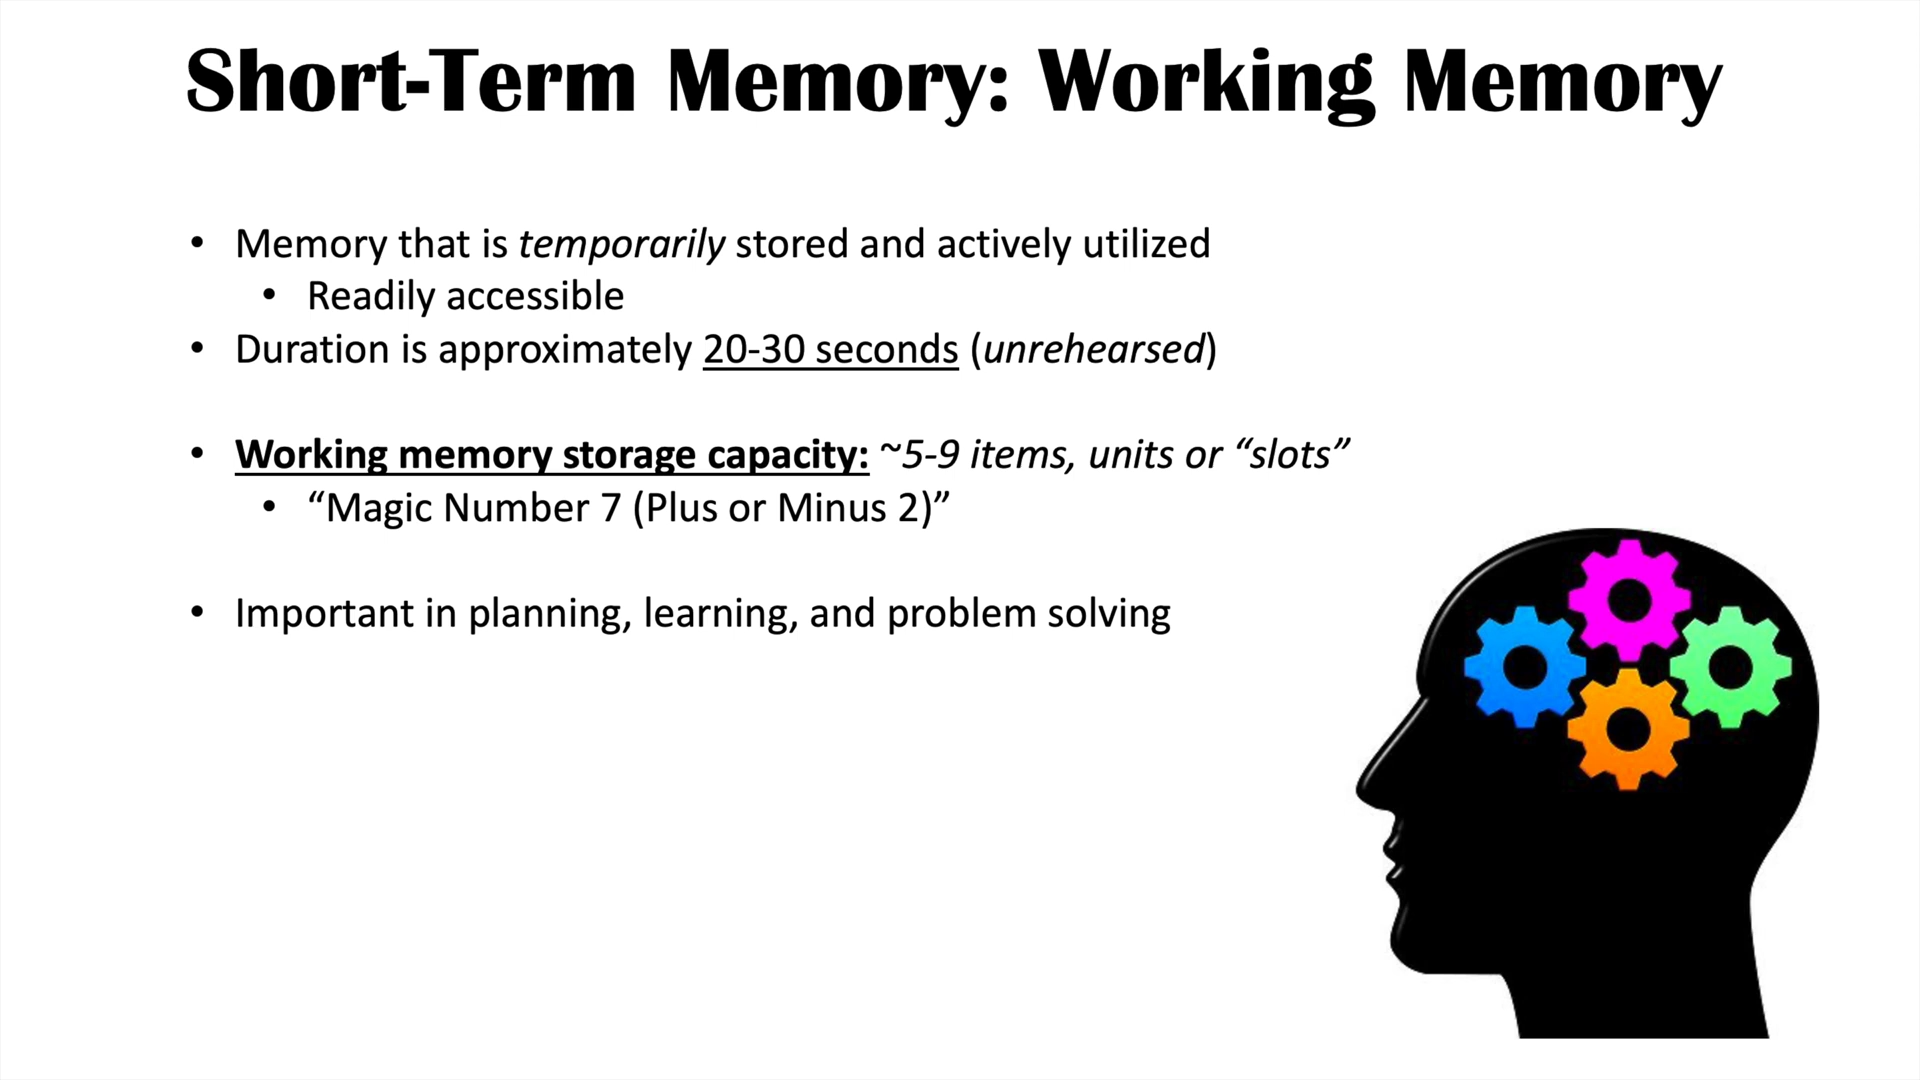 Short-Term Memory: Working Memory
• Memory that is temporarily stored and actively utilized
• Readily accessible
• Duration is approximately 20-30 seconds (unrehearsed)
• Working memory storage capacity: ~5-9 items, units or “slots”
• “Magic Number 7 (Plus or Minus 2)”
• Important in planning, learning, and problem solving